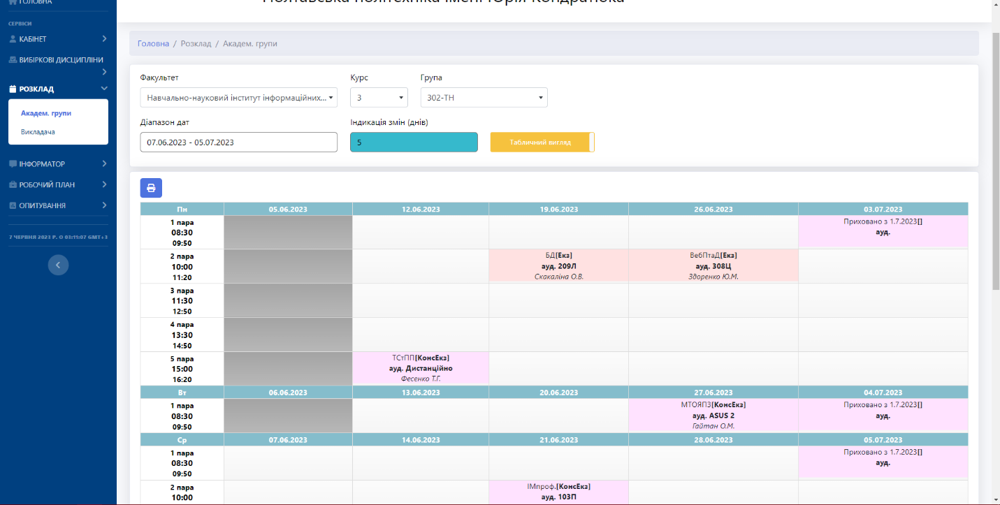 Полтавська політехніка імені Юрія Кондратюка
ГОЛОВНА
СЕРВІСИ
КАБІНЕТ
ВИБІРКОВІ ДИСЦИПЛІНИ
РОЗКЛАД
Академ. групи
Викладача
ІНФОРМАТОР
РОБОЧИЙ ПЛАН
ОПИТУВАННЯ
7 ЧЕРВНЯ 2023 Р. О 03:11:07 GMT+3
Головна / Розклад / Академ. групи
Факультет Курс Група
Навчально-науковий інститут інформаційних... 3 302-ТН
Діапазон дат Індикація змін (днів)
07.06.2023 - 05.07.2023 5 Табличний вигляд
Пн 05.06.2023 12.06.2023 19.06.2023 26.06.2023 03.07.2023
1 пара Приховано з 1.7.2023[]
08:30 ауд.
09:50
2 пара БД[Екз] ВебПтаД[Екз]
10:00 ауд. 209Л ауд. 308Ц
11:20 Скакаліна О.В. Здоренко Ю.М.
3 пара
11:30
12:50
4 пара
13:30
14:50
5 пара ТСтПП[КонсЕкз]
15:00 ауд. Дистанційно
16:20 Фесенко Т.Г.
Вт 06.06.2023 13.06.2023 20.06.2023 27.06.2023 04.07.2023
1 пара МТОЯПЗ[КонсЕкз] Приховано з 1.7.2023[]
08:30 ауд. ASUS 2 ауд.
09:50 Гайтан О.М.
Ср 07.06.2023 14.06.2023 21.06.2023 28.06.2023 05.07.2023
1 пара Приховано з 1.7.2023[]
08:30 ауд.
09:50
2 пара ІМпроф.[КонсЕкз]
10:00 ауд. 103П